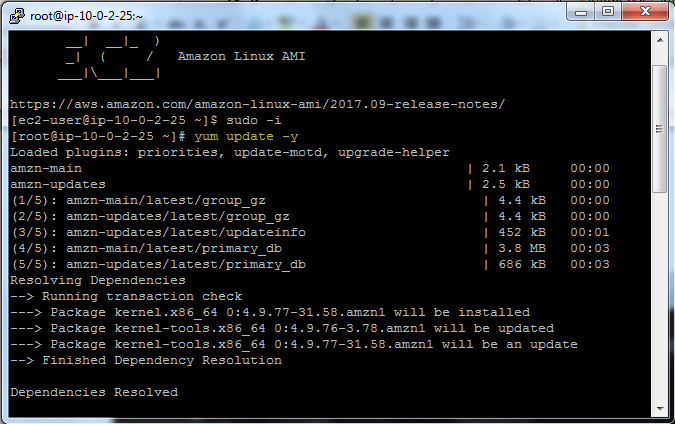 root@ip-10-0-2-25:~
__|  __|_  )
_|  (     /   Amazon Linux AMI
___|\___|___|
https://aws.amazon.com/amazon-linux-ami/2017.09-release-notes/
[ec2-user@ip-10-0-2-25 ~]$ sudo -i
[root@ip-10-0-2-25 ~]# yum update -y
Loaded plugins: priorities, update-motd, upgrade-helper
amzn-main | 2.1 kB 00:00
amzn-updates | 2.5 kB 00:00
(1/5): amzn-main/latest/group_gz | 4.4 kB 00:00
(2/5): amzn-updates/latest/group_gz | 4.4 kB 00:00
(3/5): amzn-updates/latest/updateinfo | 452 kB 00:01
(4/5): amzn-main/latest/primary_db | 3.8 MB 00:03
(5/5): amzn-updates/latest/primary_db | 686 kB 00:03
Resolving Dependencies
--> Running transaction check
---> Package kernel.x86_64 0:4.9.77-31.58.amzn1 will be installed
---> Package kernel-tools.x86_64 0:4.9.76-3.78.amzn1 will be updated
---> Package kernel-tools.x86_64 0:4.9.77-31.58.amzn1 will be an update
--> Finished Dependency Resolution
Dependencies Resolved